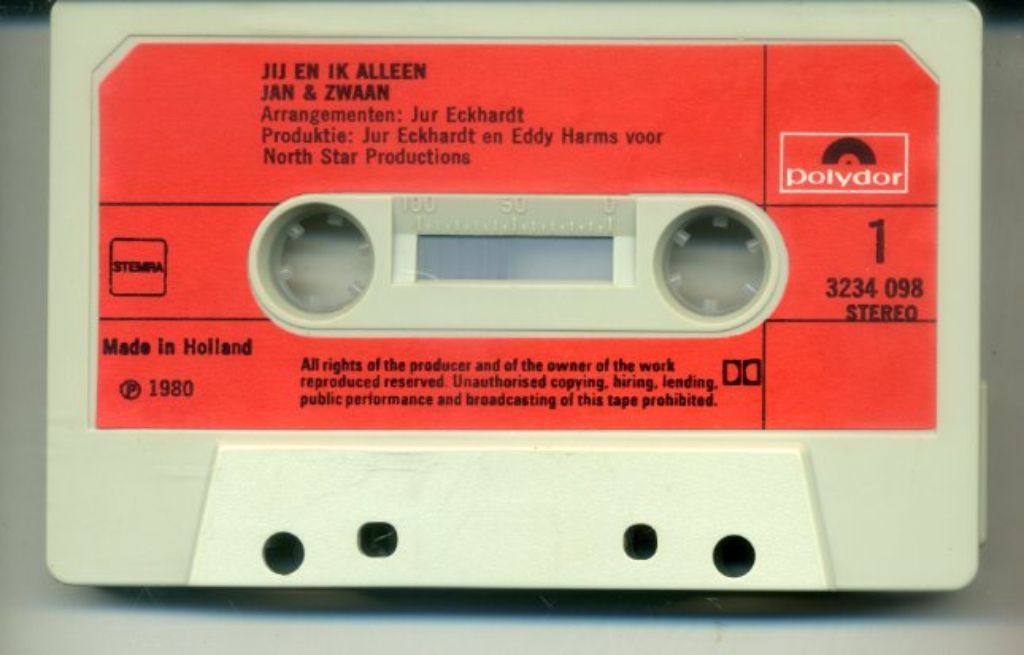 JIJ EN IK ALLEEN
JAN & ZWAAN
Arrangementen: Jur Eckhardt
Produktie: Jur Eckhardt en Eddy Harms voor
North Star Productions
polydor
100 50 0
STEMRA
1
3234 098
STEREO
Made in Holland
℗ 1980
All rights of the producer and of the owner of the work
reproduced reserved. Unauthorised copying, hiring, lending,
public performance and broadcasting of this tape prohibited.